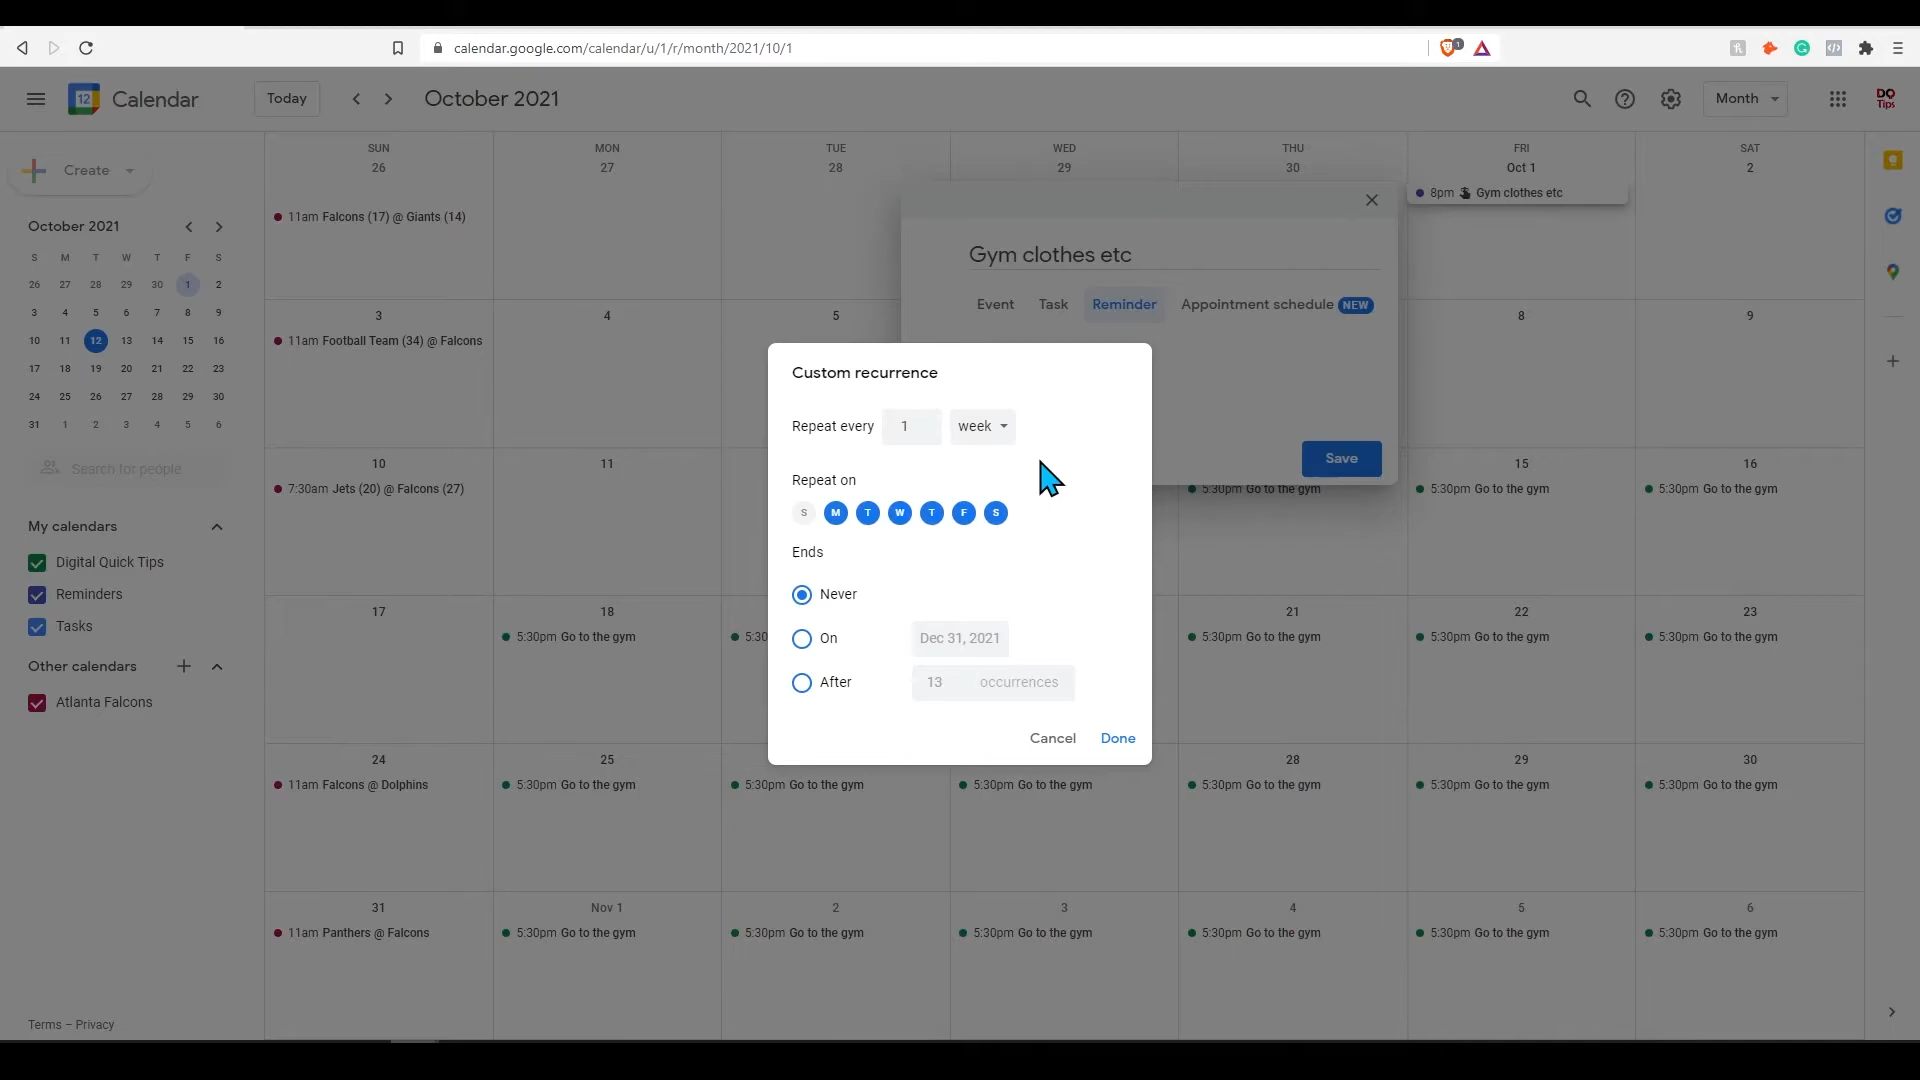 calendar.google.com/calendar/u/1/r/month/2021/10/1
1
12
Calendar
Today
October 2021
Month
DQ
Tips
Create
October 2021
S M T W T F S
26 27 28 29 30 1 2
3 4 5 6 7 8 9
10 11 12 13 14 15 16
17 18 19 20 21 22 23
24 25 26 27 28 29 30
31 1 2 3 4 5 6
Search for people
My calendars
Digital Quick Tips
Reminders
Tasks
Other calendars
Atlanta Falcons
Terms – Privacy
SUN MON TUE WED THU FRI SAT
26 27 28 29 30 Oct 1 2
8pm Gym clothes etc
11am Falcons (17) @ Giants (14)
Gym clothes etc
Event Task Reminder Appointment schedule NEW
Save
3 4 5 8 9
11am Football Team (34) @ Falcons
Custom recurrence
Repeat every 1 week
Repeat on
S M T W T F S
Ends
Never
On Dec 31, 2021
After 13 occurrences
Cancel Done
10 11 15 16
7:30am Jets (20) @ Falcons (27) 5:30pm Go to the gym 5:30pm Go to the gym 5:30pm Go to the gym
17 18 21 22 23
5:30pm Go to the gym 5:30 5:30pm Go to the gym 5:30pm Go to the gym 5:30pm Go to the gym
24 25 28 29 30
11am Falcons @ Dolphins 5:30pm Go to the gym 5:30pm Go to the gym 5:30pm Go to the gym 5:30pm Go to the gym 5:30pm Go to the gym 5:30pm Go to the gym
31 Nov 1 2 3 4 5 6
11am Panthers @ Falcons 5:30pm Go to the gym 5:30pm Go to the gym 5:30pm Go to the gym 5:30pm Go to the gym 5:30pm Go to the gym 5:30pm Go to the gym